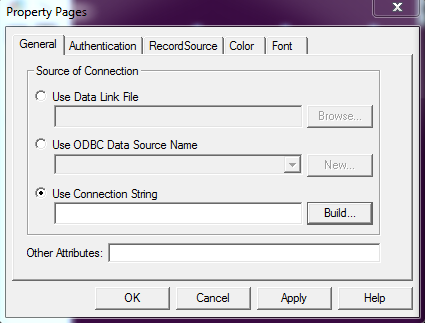 Property Pages
General Authentication RecordSource Color Font
Source of Connection
Use Data Link File
Browse...
Use ODBC Data Source Name
New...
Use Connection String
Build...
Other Attributes:
OK Cancel Apply Help